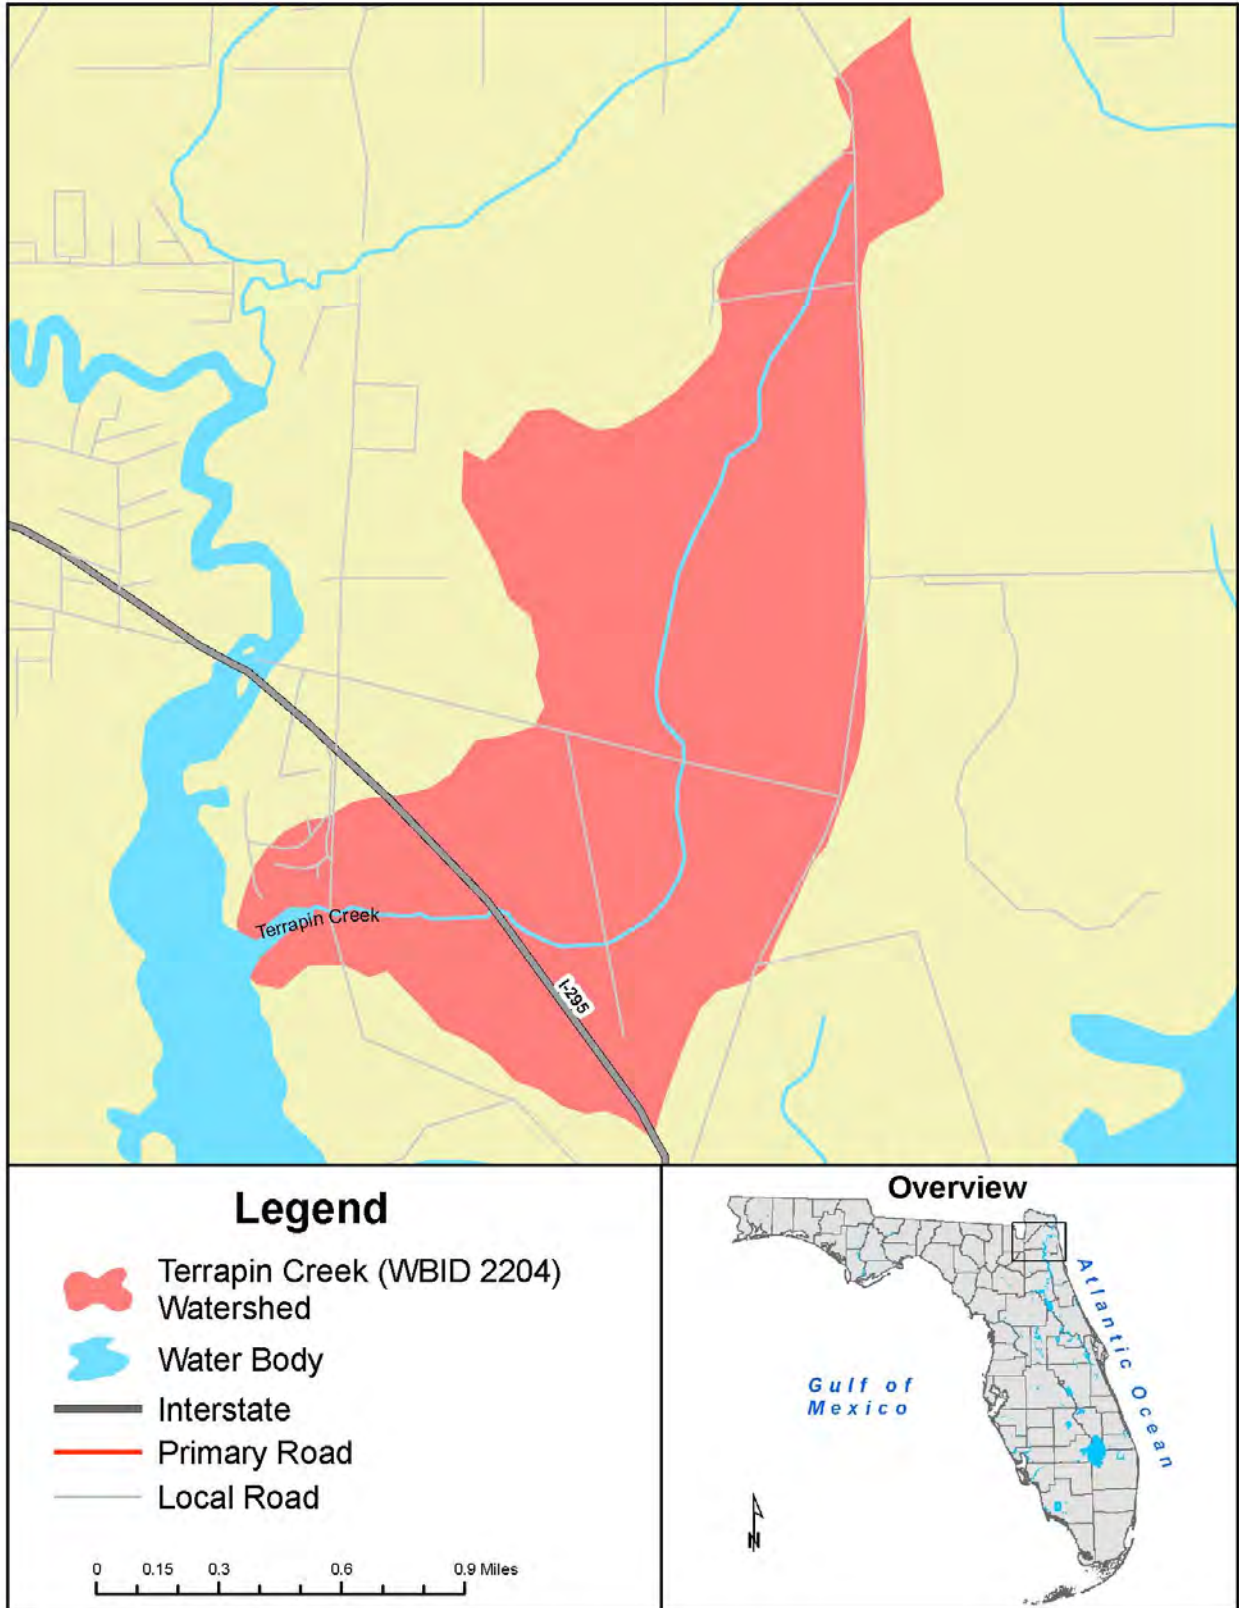 Terrapin Creek
I-295
Legend
Terrapin Creek (WBID 2204)
Watershed
Water Body
Interstate
Primary Road
Local Road
0 0.15 0.3 0.6 0.9 Miles
Overview
Gulf of
Mexico
Atlantic Ocean
N